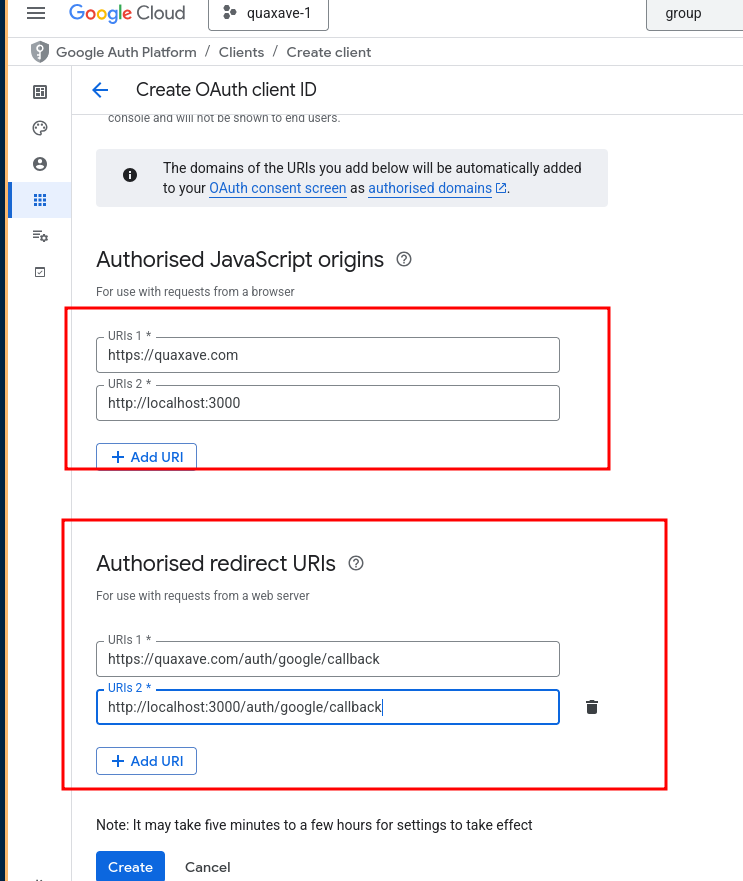 Google Cloud
quaxave-1
group
Google Auth Platform / Clients / Create client
Create OAuth client ID
console and will not be shown to end users.
The domains of the URIs you add below will be automatically added
to your OAuth consent screen as authorised domains.
Authorised JavaScript origins
For use with requests from a browser
URIs 1 *
https://quaxave.com
URIs 2 *
http://localhost:3000
+ Add URI
Authorised redirect URIs
For use with requests from a web server
URIs 1 *
https://quaxave.com/auth/google/callback
URIs 2 *
http://localhost:3000/auth/google/callback
+ Add URI
Note: It may take five minutes to a few hours for settings to take effect
Create Cancel